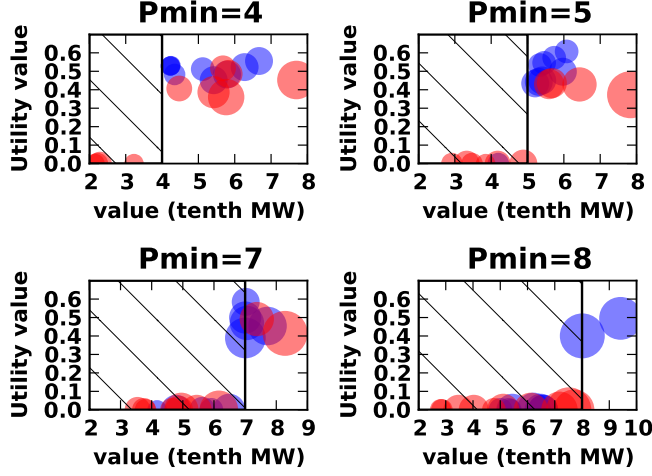 Pmin=4
Utility value
0.6
0.5
0.4
0.3
0.2
0.1
0.0
2 3 4 5 6 7 8
value (tenth MW)
Pmin=5
Utility value
0.6
0.5
0.4
0.3
0.2
0.1
0.0
2 3 4 5 6 7 8
value (tenth MW)
Pmin=7
Utility value
0.6
0.5
0.4
0.3
0.2
0.1
0.0
2 3 4 5 6 7 8 9
value (tenth MW)
Pmin=8
Utility value
0.6
0.5
0.4
0.3
0.2
0.1
0.0
2 3 4 5 6 7 8 9 10
value (tenth MW)